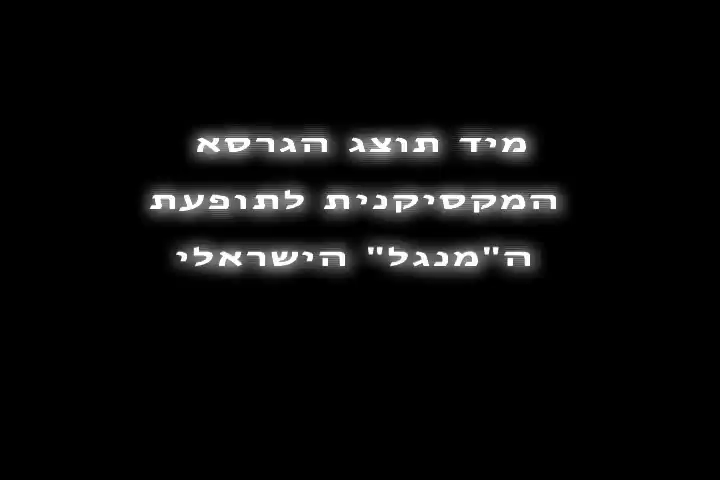 מיד תוצג הגרסא
המקסיקנית לתופעת
ה"מנגל" הישראלי